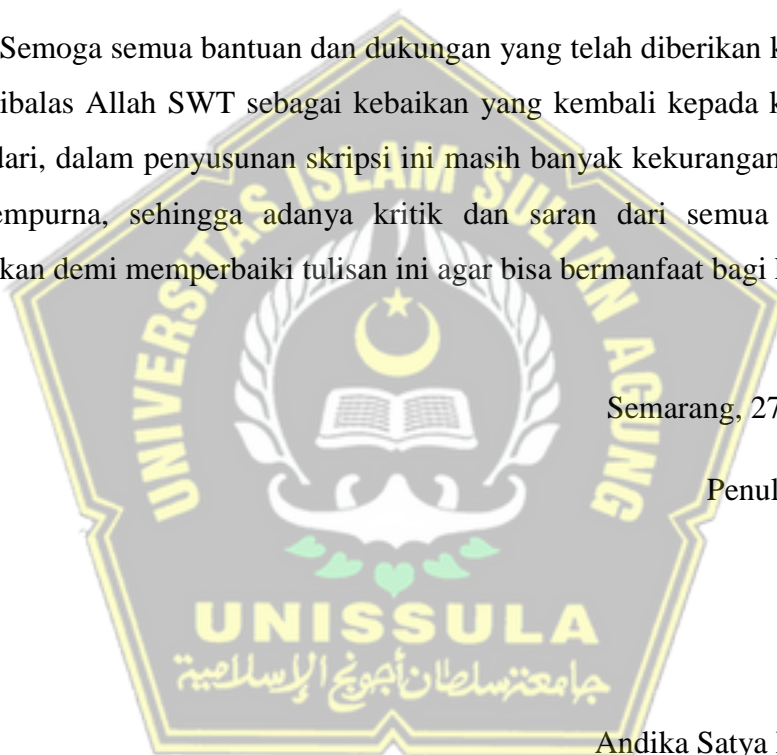 Semoga semua bantuan dan dukungan yang telah diberikan k
ibalas Allah SWT sebagai kebaikan yang kembali kepada k
dari, dalam penyusunan skripsi ini masih banyak kekurangan
empurna, sehingga adanya kritik dan saran dari semua
kan demi memperbaiki tulisan ini agar bisa bermanfaat bagi
UNIVERSITAS ISLAM SULTAN AGUNG
Semarang, 27
Penul
UNISSULA
جامعة سلطان أجونج الإسلامية
Andika Satya